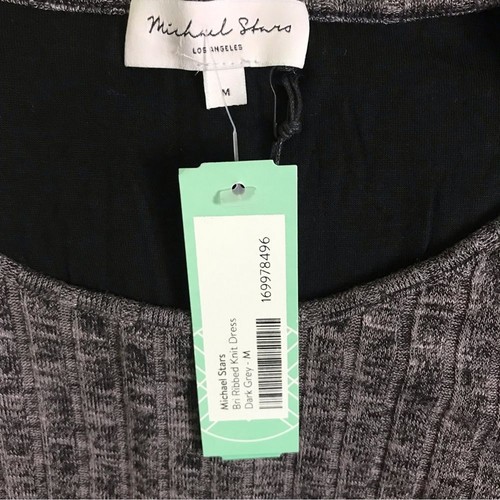 Michael Stars
LOS ANGELES
M
Michael Stars
Bri Ribbed Knit Dress
Dark Grey - M
169978496